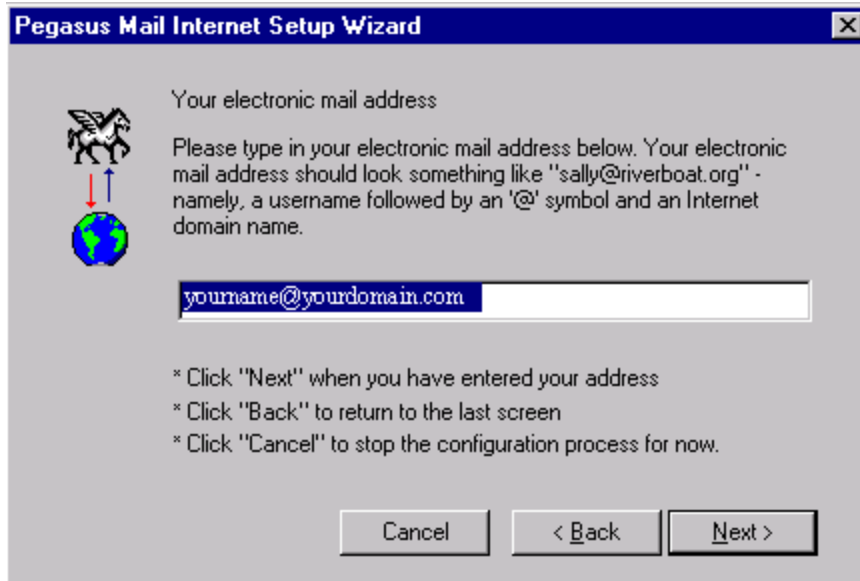 Pegasus Mail Internet Setup Wizard
Your electronic mail address
Please type in your electronic mail address below. Your electronic
mail address should look something like "sally@riverboat.org" -
namely, a username followed by an '@' symbol and an Internet
domain name.
yourname@yourdomain.com
* Click "Next" when you have entered your address
* Click "Back" to return to the last screen
* Click "Cancel" to stop the configuration process for now.
Cancel < Back Next >